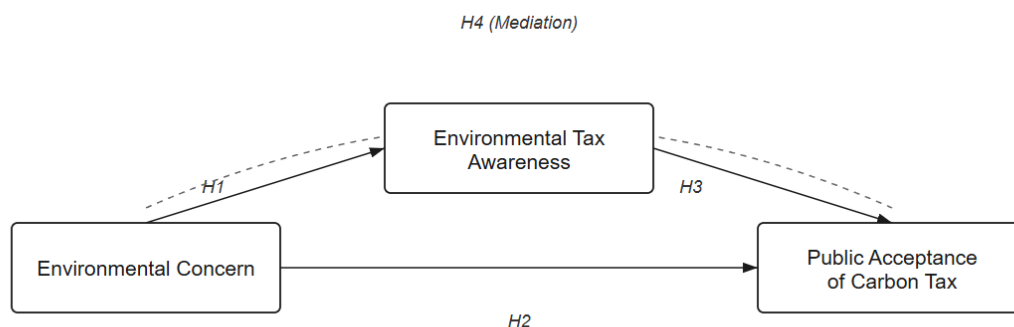 H4 (Mediation)
Environmental Tax
Awareness
H1
H3
Environmental Concern
Public Acceptance
of Carbon Tax
H2